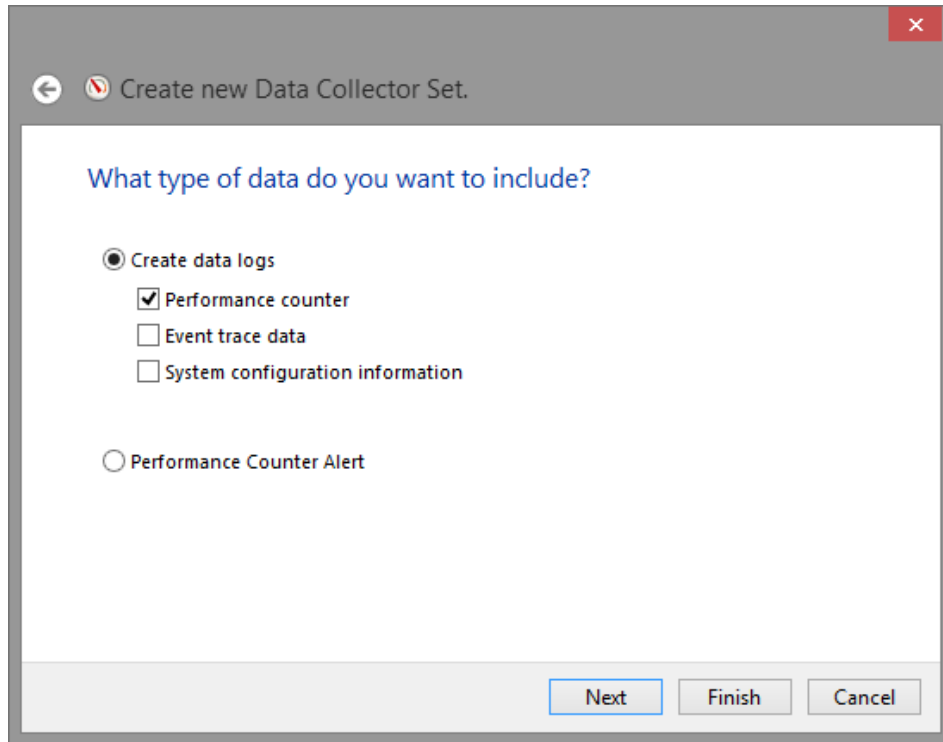 Create new Data Collector Set.
What type of data do you want to include?
Create data logs
Performance counter
Event trace data
System configuration information
Performance Counter Alert
Next Finish Cancel